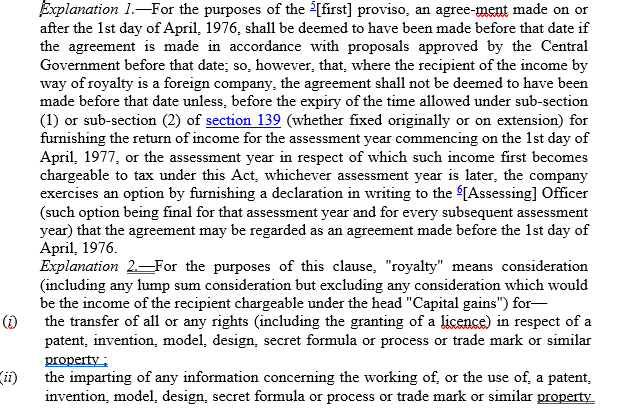 Explanation 1.—For the purposes of the 5[first] proviso, an agree-ment made on or
after the 1st day of April, 1976, shall be deemed to have been made before that date if
the agreement is made in accordance with proposals approved by the Central
Government before that date; so, however, that, where the recipient of the income by
way of royalty is a foreign company, the agreement shall not be deemed to have been
made before that date unless, before the expiry of the time allowed under sub-section
(1) or sub-section (2) of section 139 (whether fixed originally or on extension) for
furnishing the return of income for the assessment year commencing on the 1st day of
April, 1977, or the assessment year in respect of which such income first becomes
chargeable to tax under this Act, whichever assessment year is later, the company
exercises an option by furnishing a declaration in writing to the 6[Assessing] Officer
(such option being final for that assessment year and for every subsequent assessment
year) that the agreement may be regarded as an agreement made before the 1st day of
April, 1976.
Explanation 2.—For the purposes of this clause, "royalty" means consideration
(including any lump sum consideration but excluding any consideration which would
be the income of the recipient chargeable under the head "Capital gains") for—
(i) the transfer of all or any rights (including the granting of a licence) in respect of a
patent, invention, model, design, secret formula or process or trade mark or similar
property ;
(ii) the imparting of any information concerning the working of, or the use of, a patent,
invention, model, design, secret formula or process or trade mark or similar property